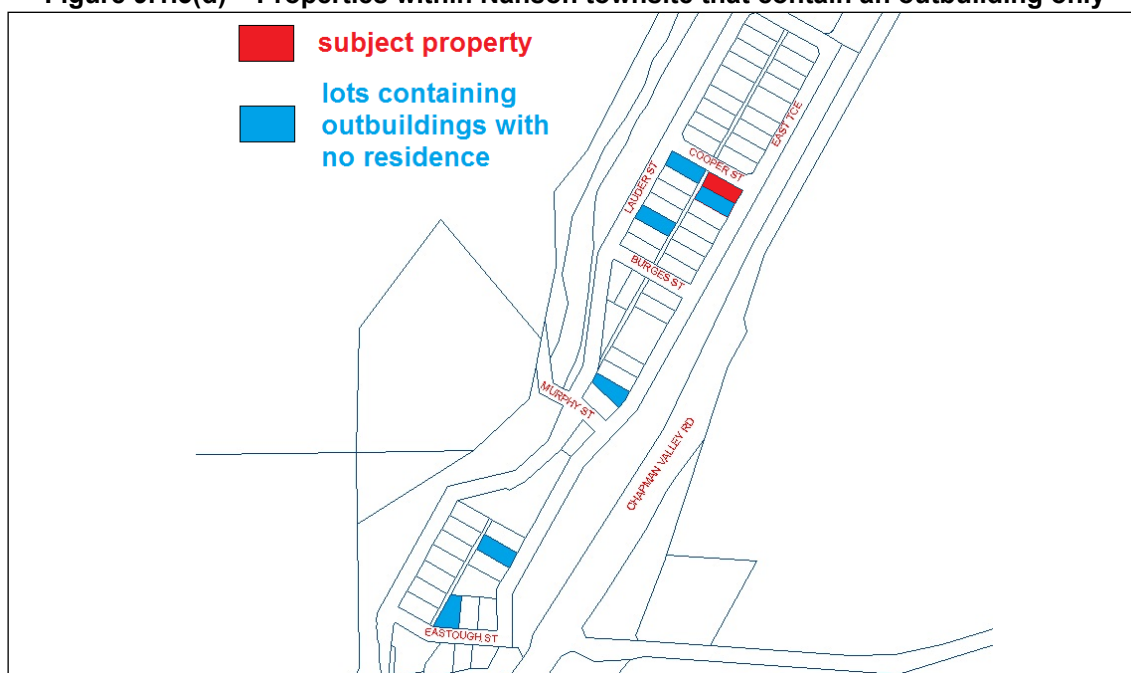 subject property
lots containing
outbuildings with
no residence
EAST TCE
COOPER ST
LAUDER ST
BURGES ST
MURPHY ST
CHAPMAN VALLEY RD
EASTOUGH ST